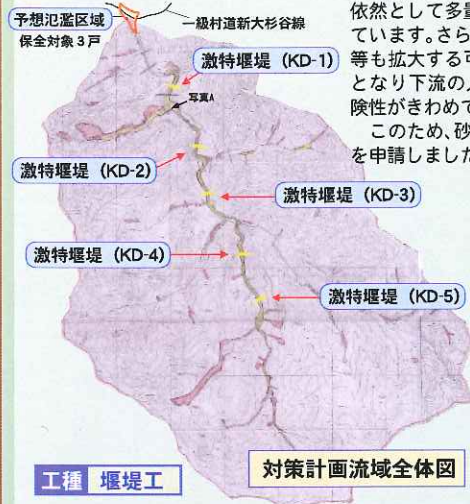 予想氾濫区域
保全対象3戸
一級村道新大杉谷線
依然として多量
ています。さら
等も拡大する可
となり下流の人
険性がきわめて
このため、砂
を申請しました
激特堰堤（KD-1）
写真A
激特堰堤（KD-2）
激特堰堤（KD-3）
激特堰堤（KD-4）
激特堰堤（KD-5）
工種 堰堤工
対策計画流域全体図